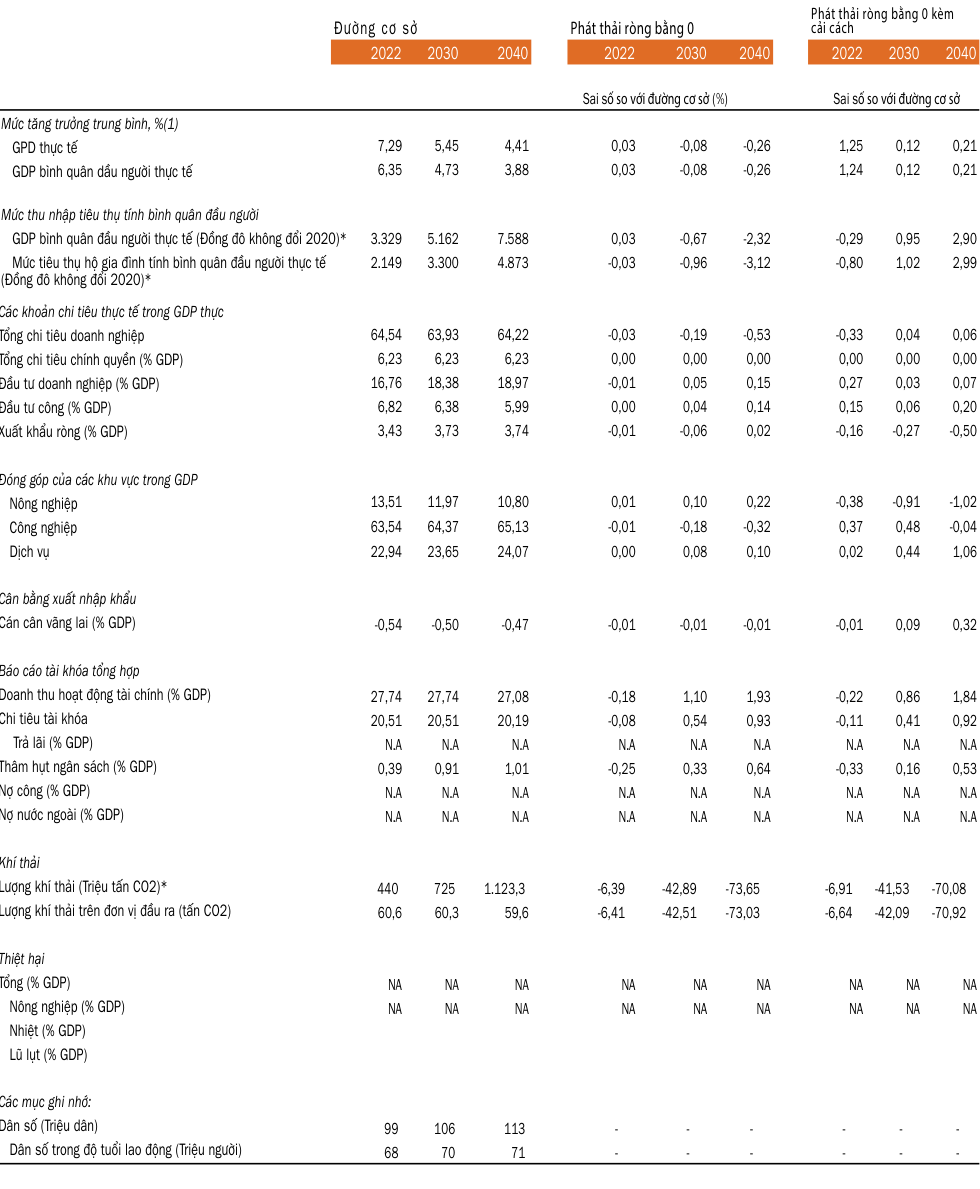 Đường cơ sở Phát thải ròng bằng 0 Phát thải ròng bằng 0 kèm
cải cách
2022 2030 2040 2022 2030 2040 2022 2030 2040
Sai số so với đường cơ sở (%) Sai số so với đường cơ sở
Mức tăng trưởng trung bình, %(1)
GPD thực tế 7,29 5,45 4,41 0,03 -0,08 -0,26 1,25 0,12 0,21
GDP bình quân dầu người thực tế 6,35 4,73 3,88 0,03 -0,08 -0,26 1,24 0,12 0,21
Mức thu nhập tiêu thụ tính bình quân đầu người
GDP bình quân đầu người thực tế (Đồng đô không đổi 2020)* 3.329 5.162 7.588 0,03 -0,67 -2,32 -0,29 0,95 2,90
Mức tiêu thụ hộ gia đình tính bình quân đầu người thực tế 2.149 3.300 4.873 -0,03 -0,96 -3,12 -0,80 1,02 2,99
(Đồng đô không đổi 2020)*
Các khoản chi tiêu thực tế trong GDP thực
Tổng chi tiêu doanh nghiệp 64,54 63,93 64,22 -0,03 -0,19 -0,53 -0,33 0,04 0,06
Tổng chi tiêu chính quyền (% GDP) 6,23 6,23 6,23 0,00 0,00 0,00 0,00 0,00 0,00
Đầu tư doanh nghiệp (% GDP) 16,76 18,38 18,97 -0,01 0,05 0,15 0,27 0,03 0,07
Đầu tư công (% GDP) 6,82 6,38 5,99 0,00 0,04 0,14 0,15 0,06 0,20
Xuất khẩu ròng (% GDP) 3,43 3,73 3,74 -0,01 -0,06 0,02 -0,16 -0,27 -0,50
Đóng góp của các khu vực trong GDP
Nông nghiệp 13,51 11,97 10,80 0,01 0,10 0,22 -0,38 -0,91 -1,02
Công nghiệp 63,54 64,37 65,13 -0,01 -0,18 -0,32 0,37 0,48 -0,04
Dịch vụ 22,94 23,65 24,07 0,00 0,08 0,10 0,02 0,44 1,06
Cân bằng xuất nhập khẩu
Cán cân vãng lai (% GDP) -0,54 -0,50 -0,47 -0,01 -0,01 -0,01 -0,01 0,09 0,32
Báo cáo tài khóa tổng hợp
Doanh thu hoạt động tài chính (% GDP) 27,74 27,74 27,08 -0,18 1,10 1,93 -0,22 0,86 1,84
Chi tiêu tài khóa 20,51 20,51 20,19 -0,08 0,54 0,93 -0,11 0,41 0,92
Trả lãi (% GDP) N.A N.A N.A N.A N.A N.A N.A N.A N.A
Thâm hụt ngân sách (% GDP) 0,39 0,91 1,01 -0,25 0,33 0,64 -0,33 0,16 0,53
Nợ công (% GDP) N.A N.A N.A N.A N.A N.A N.A N.A N.A
Nợ nước ngoài (% GDP) N.A N.A N.A N.A N.A N.A N.A N.A N.A
Khí thải
Lượng khí thải (Triệu tấn CO2)* 440 725 1.123,3 -6,39 -42,89 -73,65 -6,91 -41,53 -70,08
Lượng khí thải trên đơn vị đầu ra (tấn CO2) 60,6 60,3 59,6 -6,41 -42,51 -73,03 -6,64 -42,09 -70,92
Thiệt hại
Tổng (% GDP) NA NA NA NA NA NA NA NA NA
Nông nghiệp (% GDP) NA NA NA NA NA NA NA NA NA
Nhiệt (% GDP)
Lũ lụt (% GDP)
Các mục ghi nhớ:
Dân số (Triệu dân) 99 106 113 - - - - - -
Dân số trong độ tuổi lao động (Triệu người) 68 70 71 - - - - - -